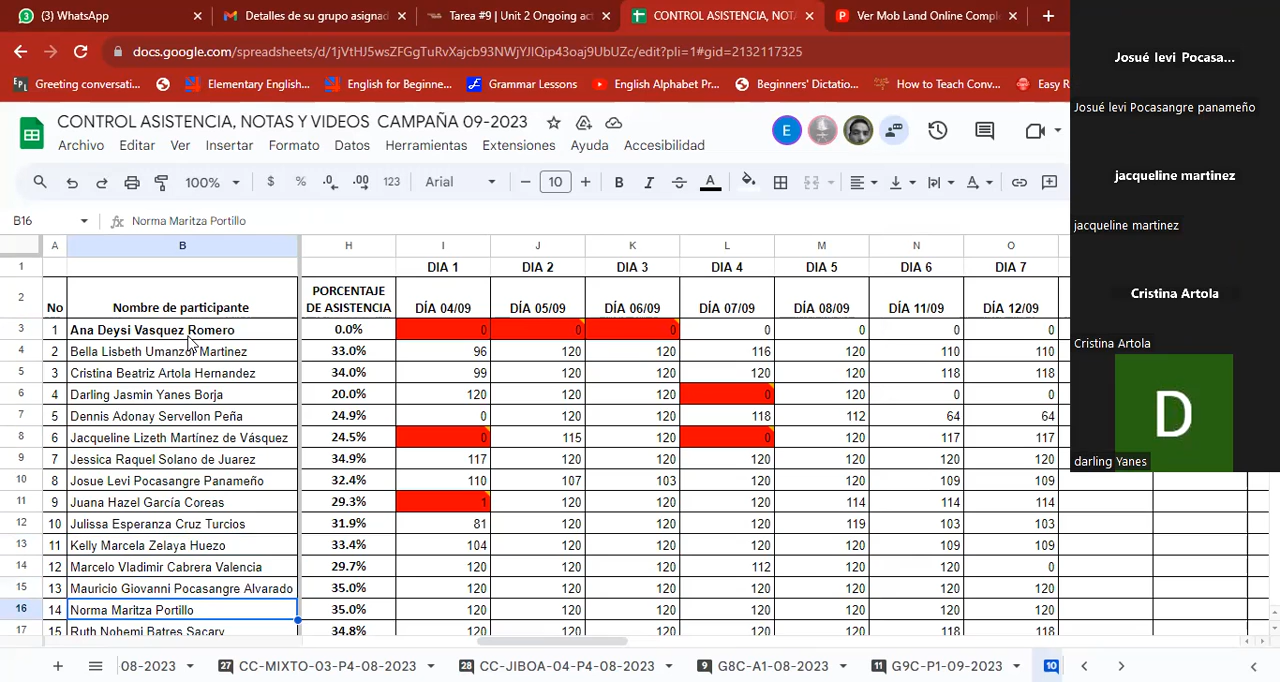 (3) WhatsApp
Detalles de su grupo asignad
Tarea #9 | Unit 2 Ongoing act
CONTROL ASISTENCIA, NOTAS Y
Ver Mob Land Online Comple
docs.google.com/spreadsheets/d/1jVtHJ5wsZFGgTuRvXajcb93NWjYJIQip43oaj9UbUZc/edit?pli=1#gid=2132117325
Greeting conversati...
Elementary English...
English for Beginne...
Grammar Lessons
English Alphabet Pr...
Beginners' Dictatio...
How to Teach Conv...
Easy R
CONTROL ASISTENCIA, NOTAS Y VIDEOS CAMPAÑA 09-2023
E
Archivo Editar Ver Insertar Formato Datos Herramientas Extensiones Ayuda Accesibilidad
100% $ % .0 .00 123 Arial 10 B I A
B16 fx Norma Maritza Portillo
A B H I J K L M N O
1 DIA 1 DIA 2 DIA 3 DIA 4 DIA 5 DIA 6 DIA 7
2 No Nombre de participante PORCENTAJE DE ASISTENCIA DÍA 04/09 DÍA 05/09 DÍA 06/09 DÍA 07/09 DÍA 08/09 DÍA 11/09 DÍA 12/09
3 1 Ana Deysi Vasquez Romero 0.0% 0 0 0 0 0 0 0
4 2 Bella Lisbeth Umanzor Martinez 33.0% 96 120 120 116 120 110 110
5 3 Cristina Beatriz Artola Hernandez 34.0% 99 120 120 120 120 118 118
6 4 Darling Jasmin Yanes Borja 20.0% 120 120 120 0 120 0 0
7 5 Dennis Adonay Servellon Peña 24.9% 0 120 120 118 112 64 64
8 6 Jacqueline Lizeth Martínez de Vásquez 24.5% 0 115 120 0 120 117 117
9 7 Jessica Raquel Solano de Juarez 34.9% 117 120 120 120 120 120 120
10 8 Josue Levi Pocasangre Panameño 32.4% 110 107 103 120 120 109 109
11 9 Juana Hazel García Coreas 29.3% 1 120 120 120 114 114 114
12 10 Julissa Esperanza Cruz Turcios 31.9% 81 120 120 120 119 103 103
13 11 Kelly Marcela Zelaya Huezo 33.4% 104 120 120 120 120 109 109
14 12 Marcelo Vladimir Cabrera Valencia 29.7% 120 120 120 112 120 120 0
15 13 Mauricio Giovanni Pocasangre Alvarado 35.0% 120 120 120 120 120 120 120
16 14 Norma Maritza Portillo 35.0% 120 120 120 120 120 120 120
17 15 Ruth Nohemi Batres Sacary 34.8% 120 120 120 120 120 118 118
08-2023 27 CC-MIXTO-03-P4-08-2023 28 CC-JIBOA-04-P4-08-2023 9 G8C-A1-08-2023 11 G9C-P1-09-2023 10
Josué levi Pocasa...
Josué levi Pocasangre panameño
jacqueline martinez
jacqueline martinez
Cristina Artola
Cristina Artola
D
darling Yanes